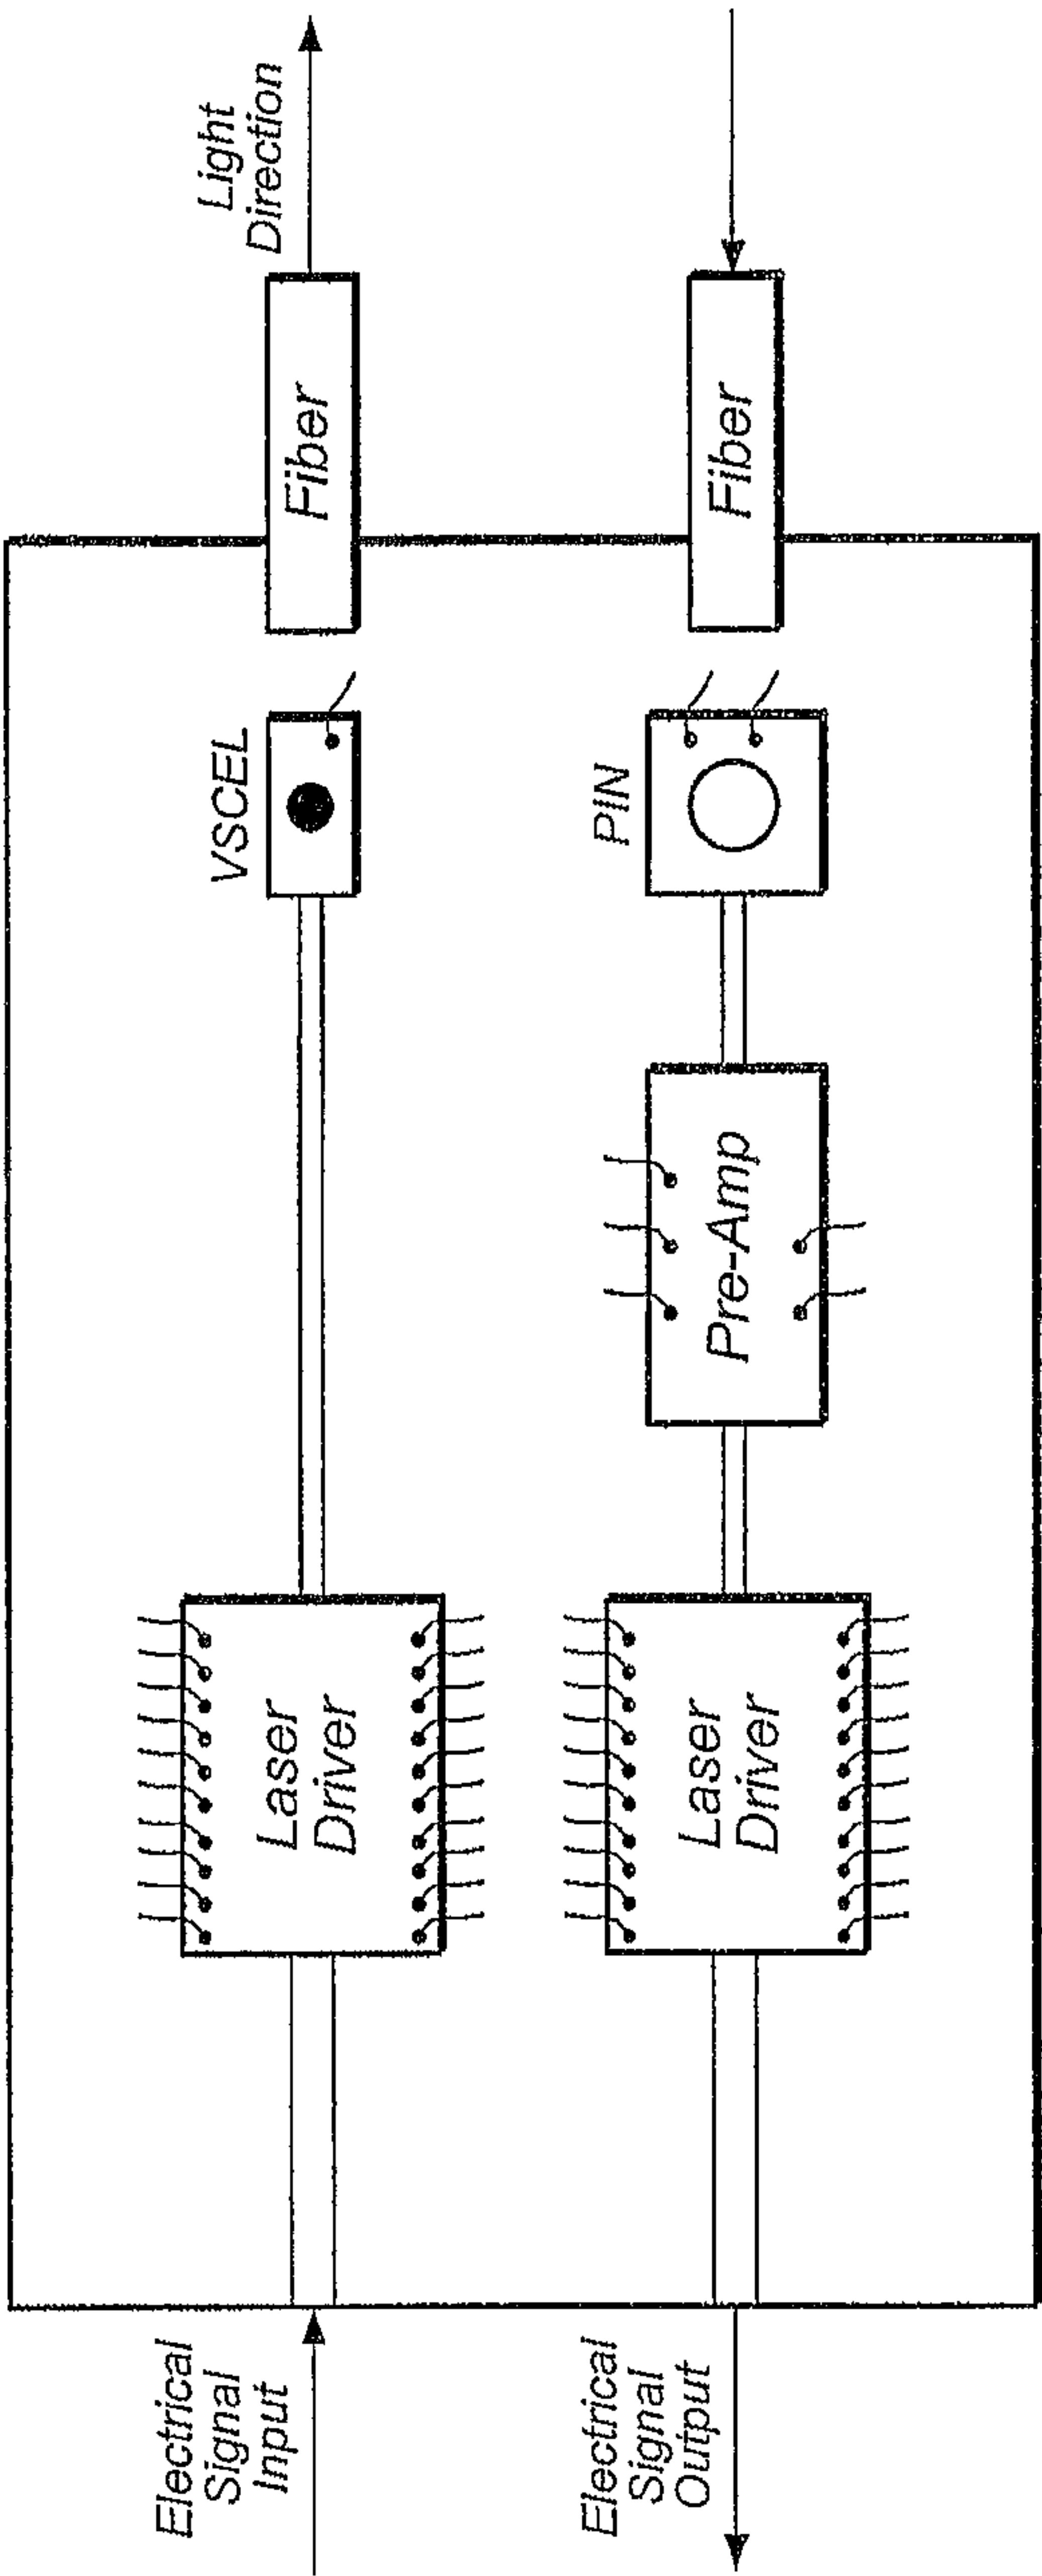 Electrical
Signal
Input
Laser
Driver
VSCEL
Fiber
Light
Direction
Electrical
Signal
Output
Laser
Driver
Pre-Amp
PIN
Fiber